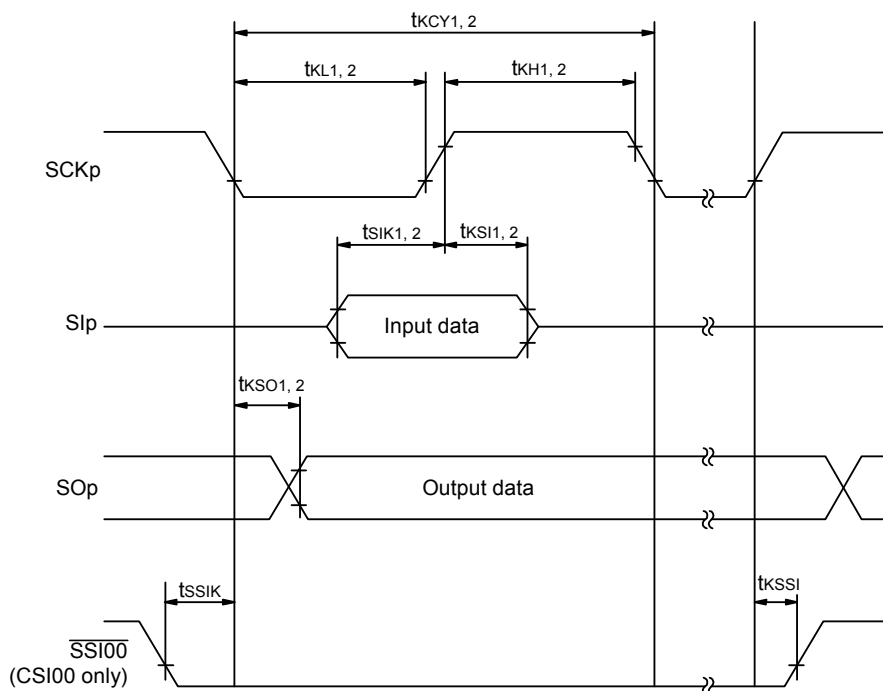 tKCY1, 2
tKL1, 2
tKH1, 2
SCKp
tSIK1, 2
tKSI1, 2
SIp
Input data
tKSO1, 2
SOp
Output data
tSSIK
tKSSI
SSI00
(CSI00 only)